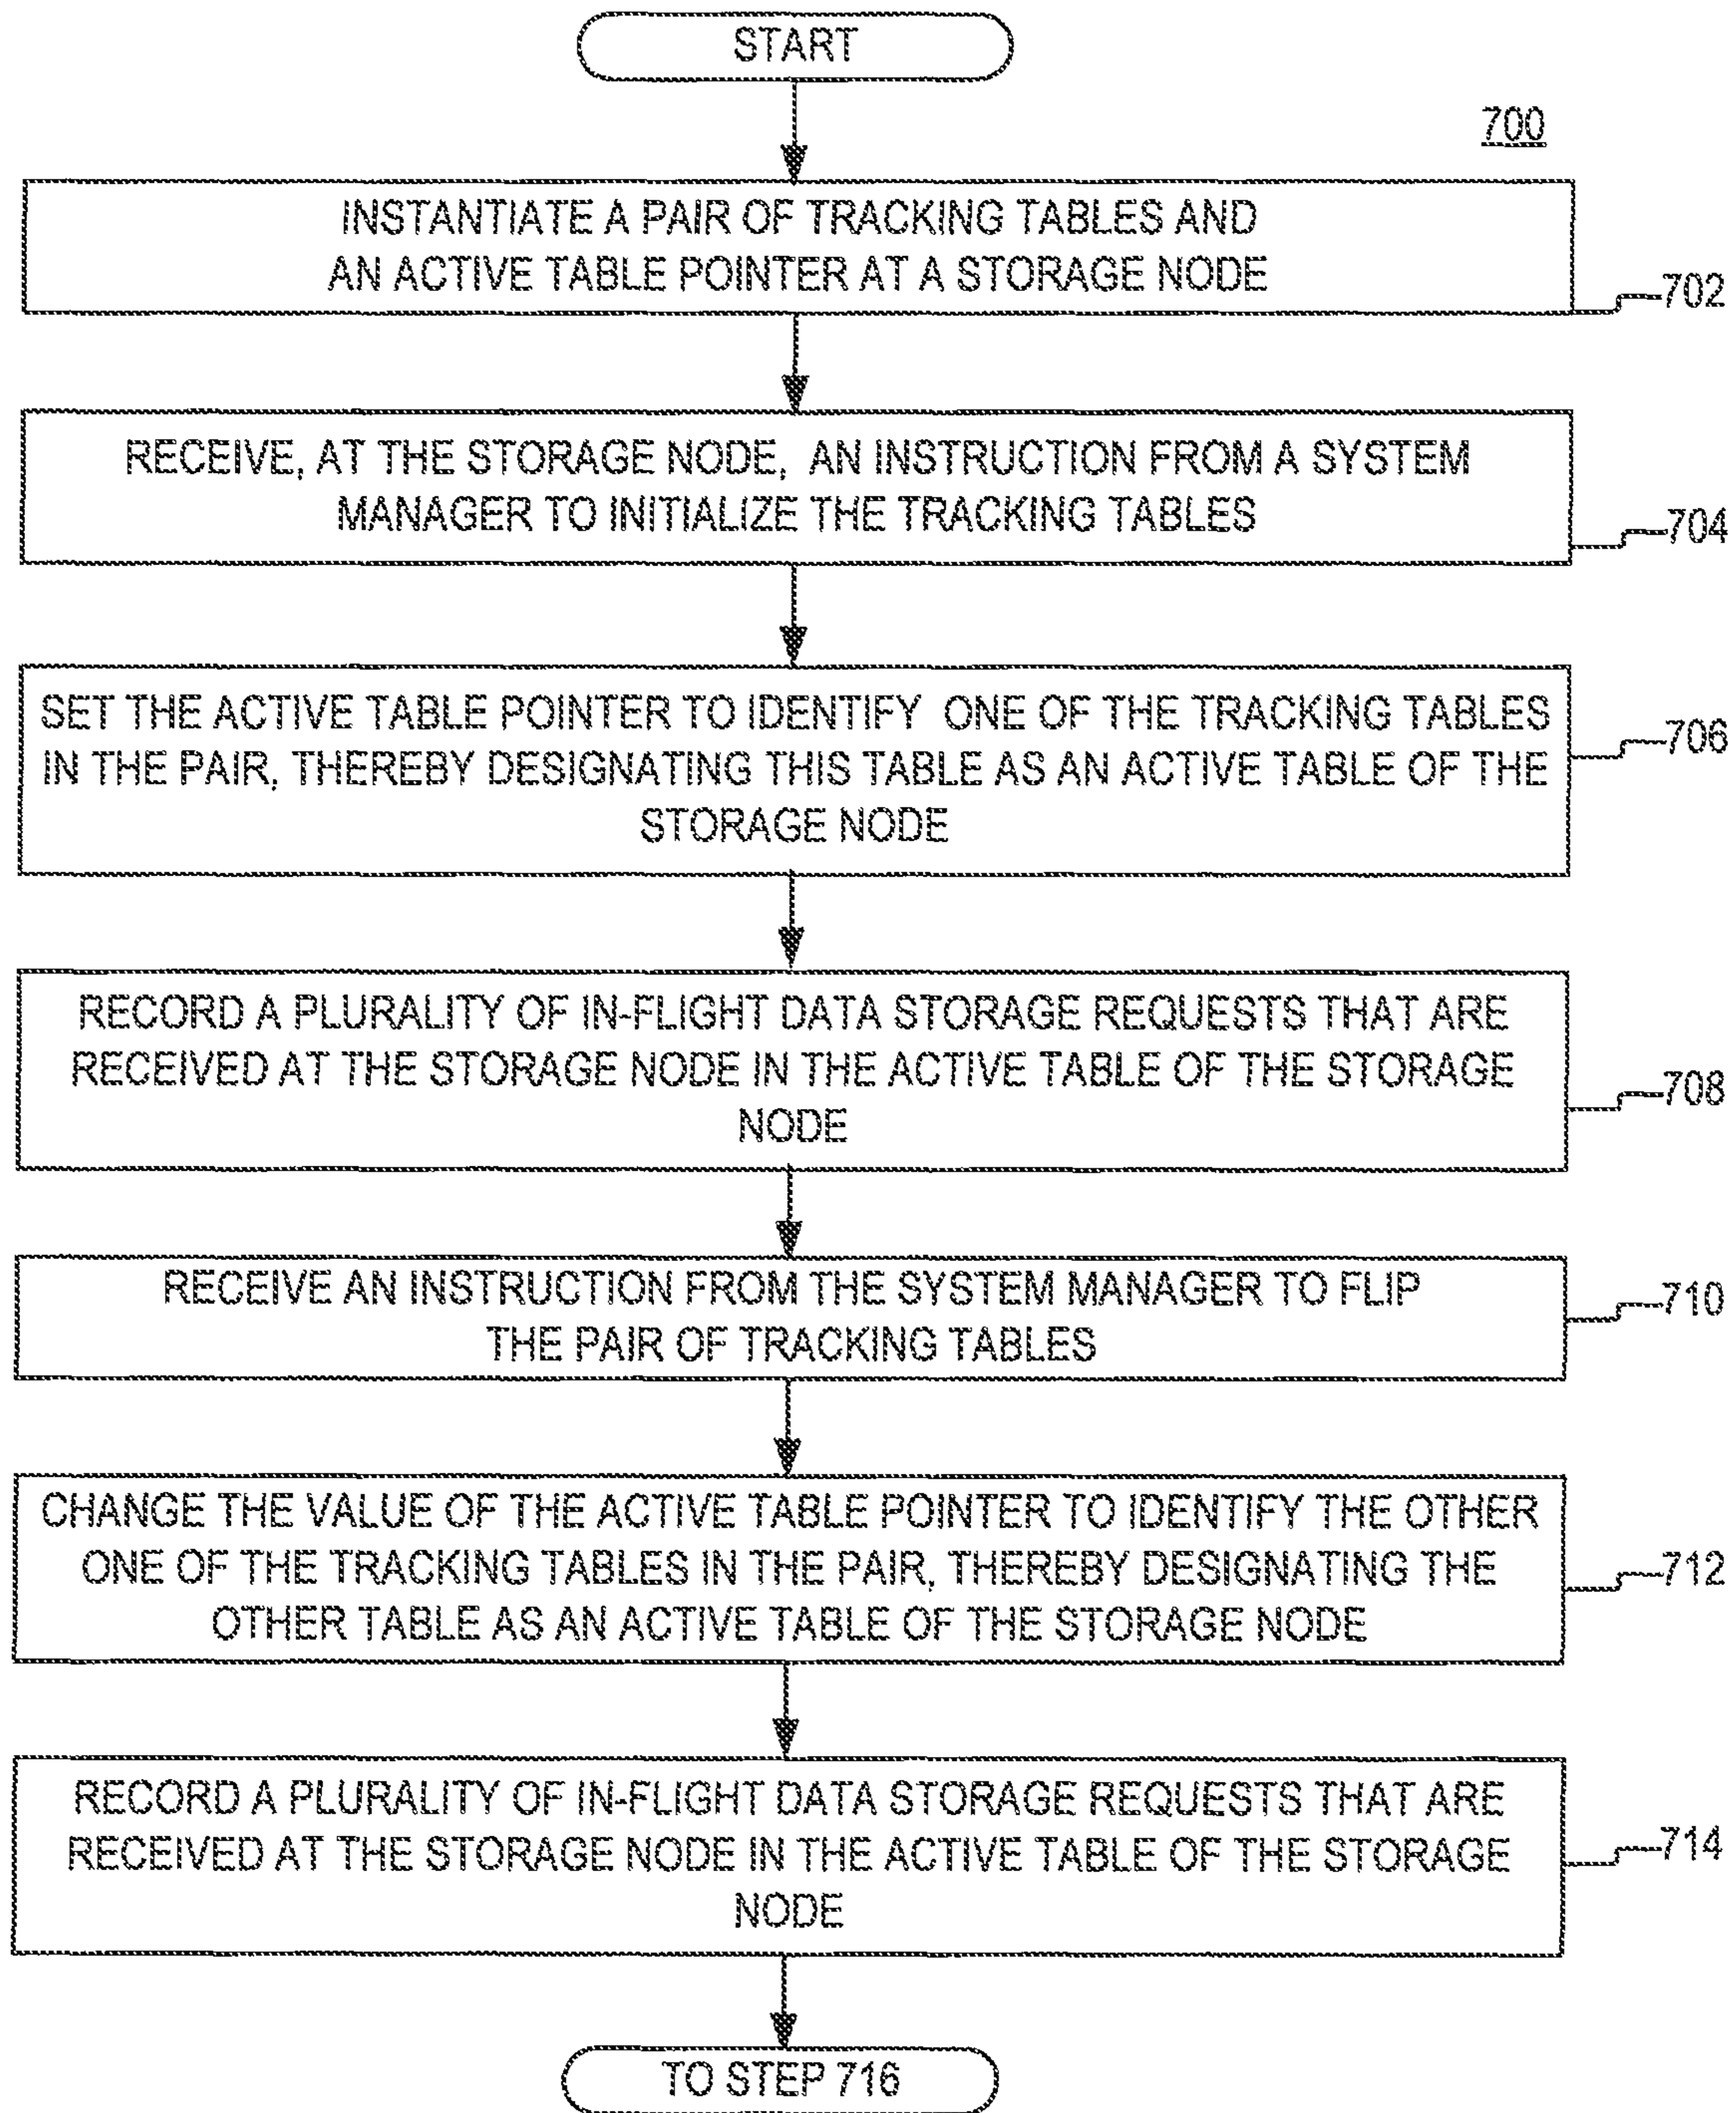 START
700
INSTANTIATE A PAIR OF TRACKING TABLES AND
AN ACTIVE TABLE POINTER AT A STORAGE NODE
702
RECEIVE, AT THE STORAGE NODE, AN INSTRUCTION FROM A SYSTEM
MANAGER TO INITIALIZE THE TRACKING TABLES
704
SET THE ACTIVE TABLE POINTER TO IDENTIFY ONE OF THE TRACKING TABLES
IN THE PAIR, THEREBY DESIGNATING THIS TABLE AS AN ACTIVE TABLE OF THE
STORAGE NODE
706
RECORD A PLURALITY OF IN-FLIGHT DATA STORAGE REQUESTS THAT ARE
RECEIVED AT THE STORAGE NODE IN THE ACTIVE TABLE OF THE STORAGE
NODE
708
RECEIVE AN INSTRUCTION FROM THE SYSTEM MANAGER TO FLIP
THE PAIR OF TRACKING TABLES
710
CHANGE THE VALUE OF THE ACTIVE TABLE POINTER TO IDENTIFY THE OTHER
ONE OF THE TRACKING TABLES IN THE PAIR, THEREBY DESIGNATING THE
OTHER TABLE AS AN ACTIVE TABLE OF THE STORAGE NODE
712
RECORD A PLURALITY OF IN-FLIGHT DATA STORAGE REQUESTS THAT ARE
RECEIVED AT THE STORAGE NODE IN THE ACTIVE TABLE OF THE STORAGE
NODE
714
TO STEP 716